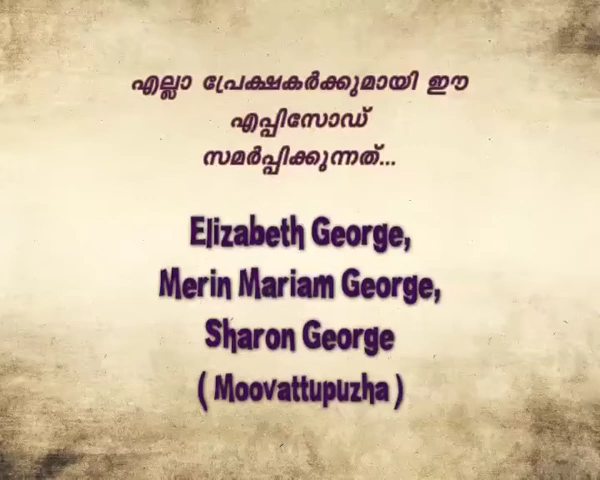 എല്ലാ പ്രേക്ഷകർക്കുമായി ഈ
എപ്പിസോഡ്
സമർപ്പിക്കുന്നത്...
Elizabeth George,
Merin Mariam George,
Sharon George
( Moovattupuzha )